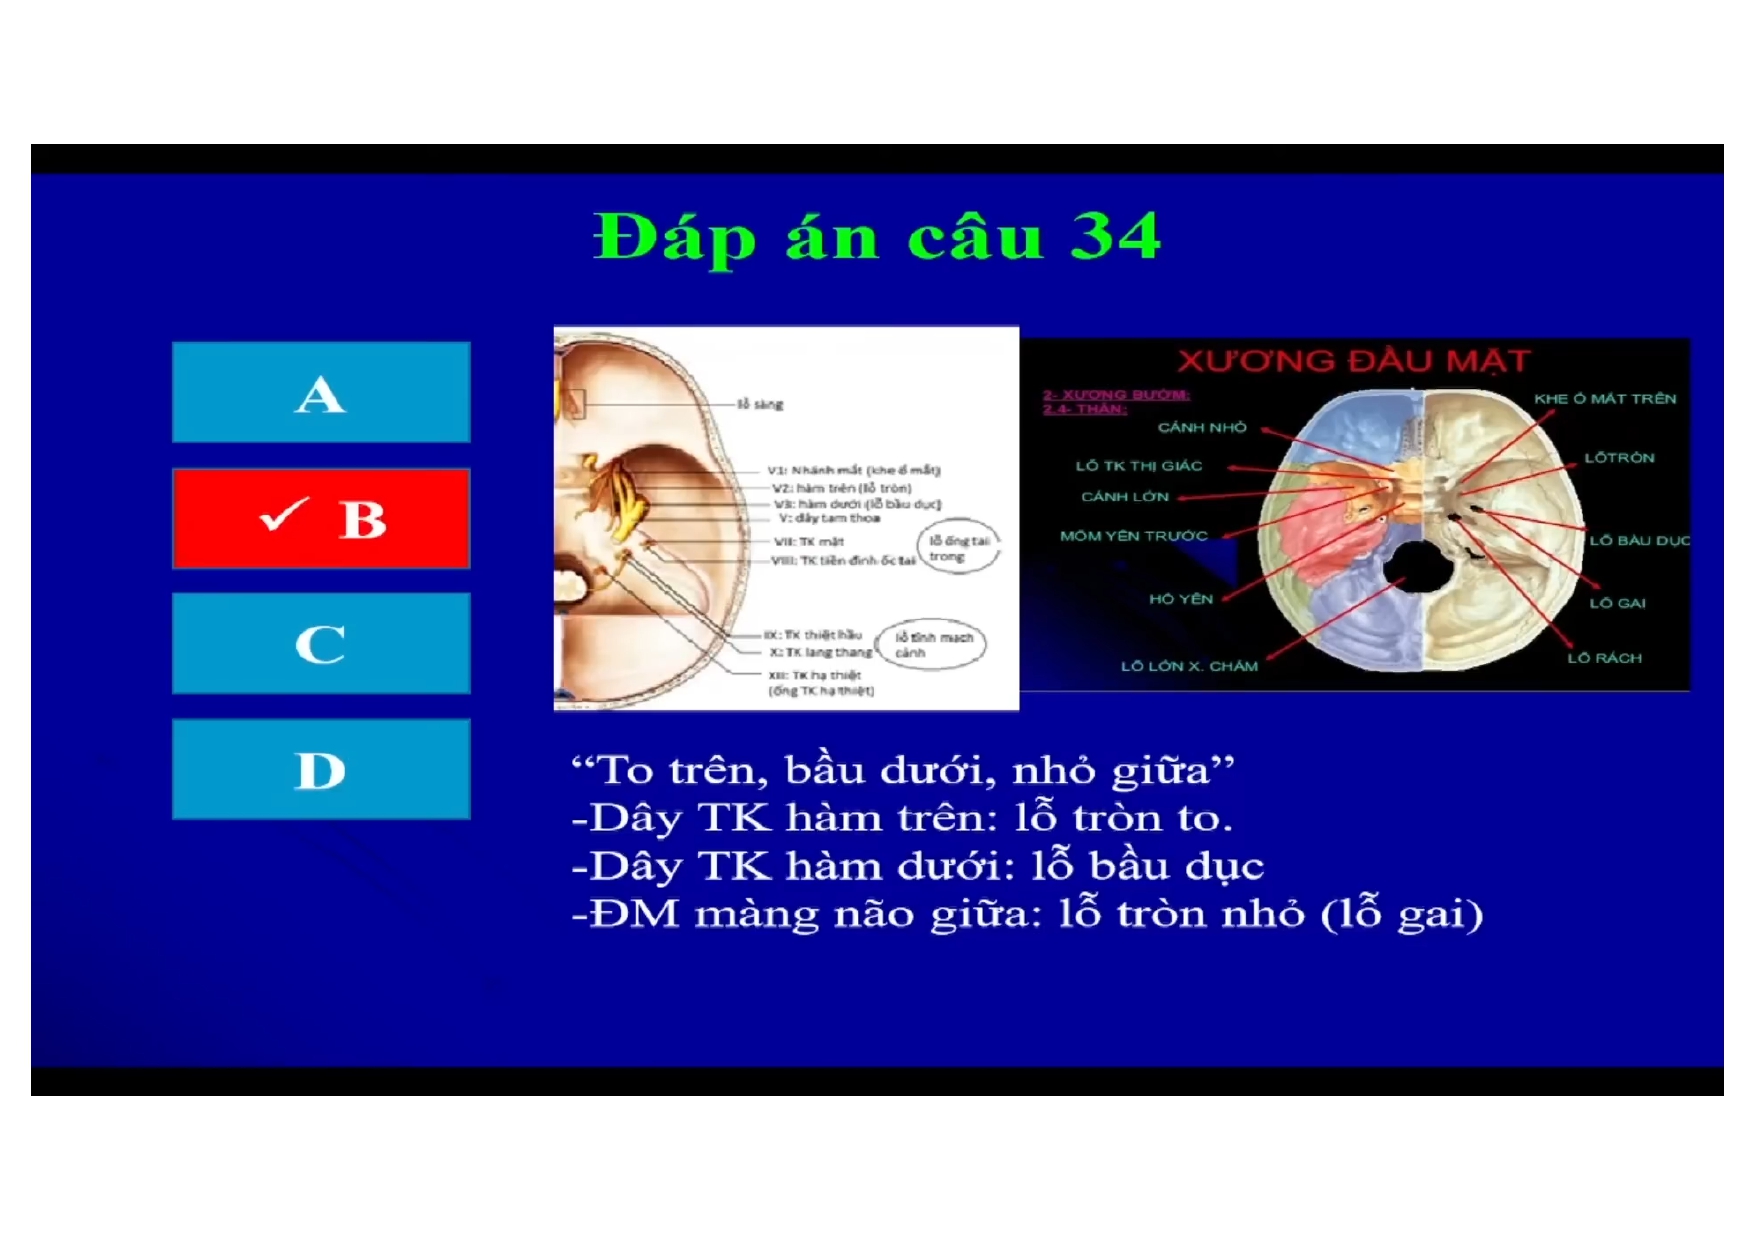 Đáp án câu 34
A
B
C
D
lỗ sàng
V1: Nhánh mắt (khe ổ mắt)
V2: hàm trên (lỗ tròn)
V3: hàm dưới (lỗ bầu dục)
V: dây tam thoa
VII: TK mặt
VIII: TK tiền đình ốc tai
lỗ ống tai
trong
IX: TK thiệt hầu
X: TK lang thang
lỗ tĩnh mạch
cảnh
XII: TK hạ thiệt
(ống TK hạ thiệt)
XƯƠNG ĐẦU MẶT
2- XƯƠNG BƯỚM:
2.4- THÂN:
CÁNH NHỎ
LỖ TK THỊ GIÁC
CÁNH LỚN
MỎM YÊN TRƯỚC
HỐ YÊN
LỖ LỚN X. CHẨM
KHE Ổ MẮT TRÊN
LỖ TRÒN
LỖ BẦU DỤC
LỖ GAI
LỖ RÁCH
“To trên, bầu dưới, nhỏ giữa”
-Dây TK hàm trên: lỗ tròn to.
-Dây TK hàm dưới: lỗ bầu dục
-ĐM màng não giữa: lỗ tròn nhỏ (lỗ gai)